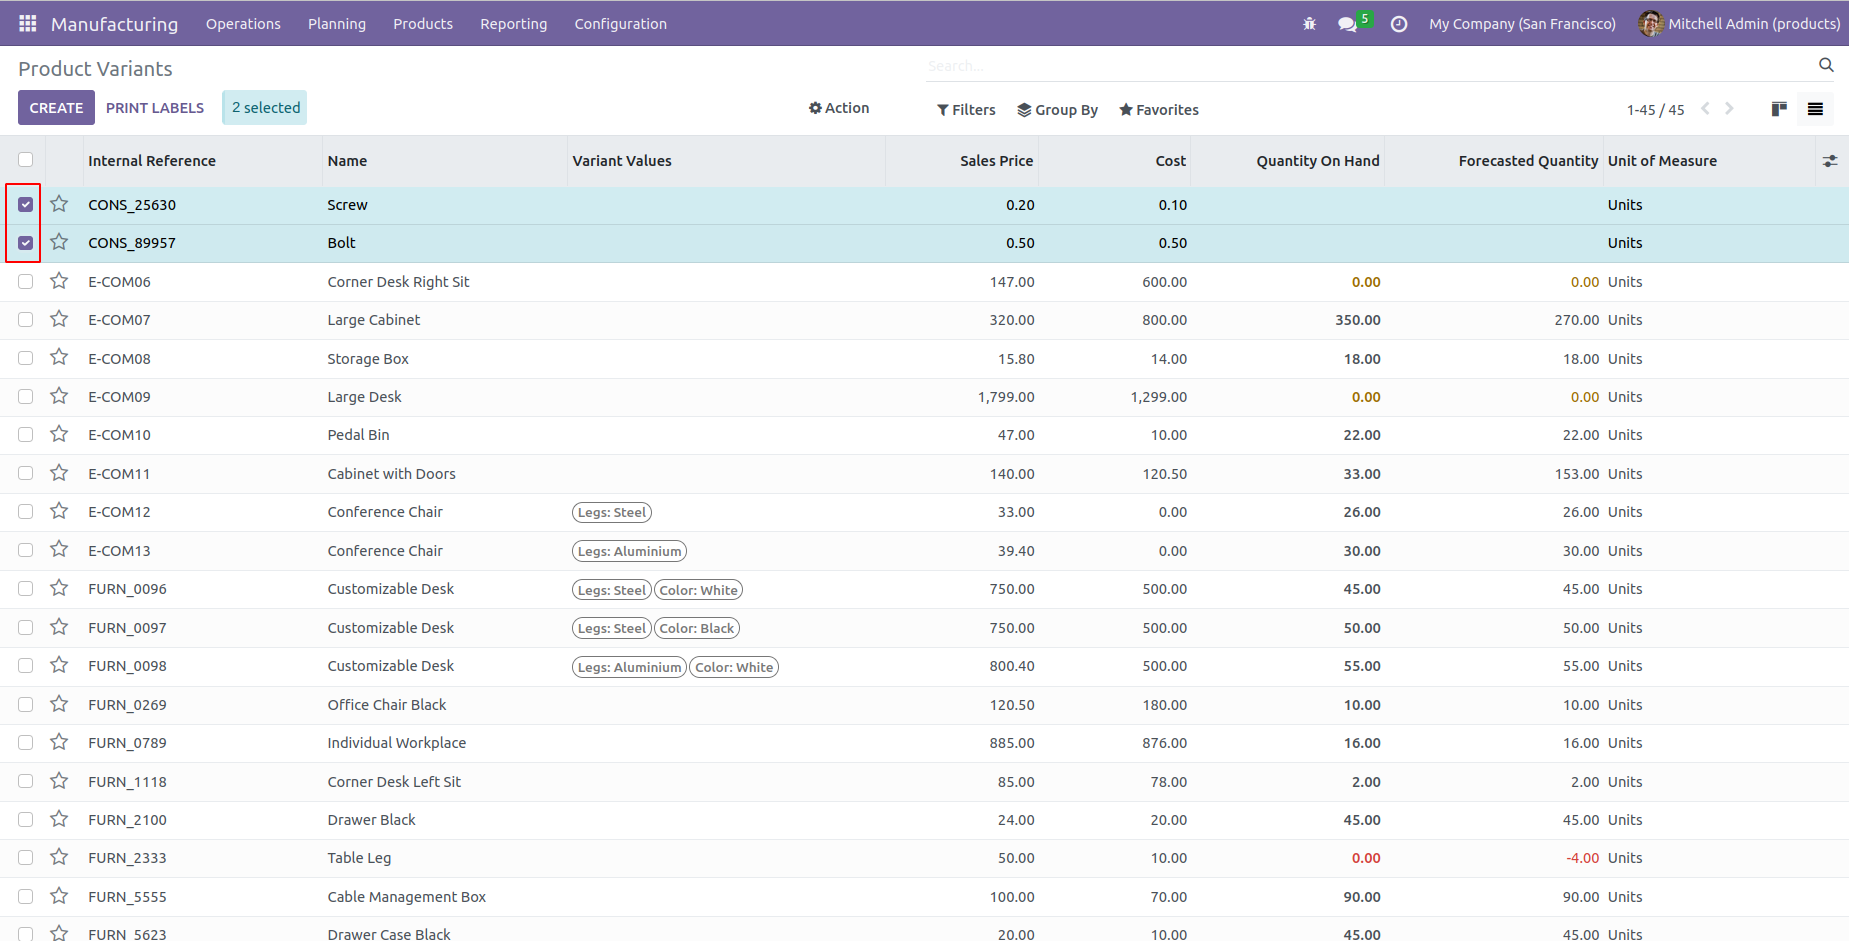 Manufacturing Operations Planning Products Reporting Configuration 5 My Company (San Francisco) Mitchell Admin (products)
Product Variants Search...
CREATE PRINT LABELS 2 selected Action Filters Group By Favorites 1-45 / 45
Internal Reference Name Variant Values Sales Price Cost Quantity On Hand Forecasted Quantity Unit of Measure
CONS_25630 Screw 0.20 0.10 Units
CONS_89957 Bolt 0.50 0.50 Units
E-COM06 Corner Desk Right Sit 147.00 600.00 0.00 0.00 Units
E-COM07 Large Cabinet 320.00 800.00 350.00 270.00 Units
E-COM08 Storage Box 15.80 14.00 18.00 18.00 Units
E-COM09 Large Desk 1,799.00 1,299.00 0.00 0.00 Units
E-COM10 Pedal Bin 47.00 10.00 22.00 22.00 Units
E-COM11 Cabinet with Doors 140.00 120.50 33.00 153.00 Units
E-COM12 Conference Chair Legs: Steel 33.00 0.00 26.00 26.00 Units
E-COM13 Conference Chair Legs: Aluminium 39.40 0.00 30.00 30.00 Units
FURN_0096 Customizable Desk Legs: Steel Color: White 750.00 500.00 45.00 45.00 Units
FURN_0097 Customizable Desk Legs: Steel Color: Black 750.00 500.00 50.00 50.00 Units
FURN_0098 Customizable Desk Legs: Aluminium Color: White 800.40 500.00 55.00 55.00 Units
FURN_0269 Office Chair Black 120.50 180.00 10.00 10.00 Units
FURN_0789 Individual Workplace 885.00 876.00 16.00 16.00 Units
FURN_1118 Corner Desk Left Sit 85.00 78.00 2.00 2.00 Units
FURN_2100 Drawer Black 24.00 20.00 45.00 45.00 Units
FURN_2333 Table Leg 50.00 10.00 0.00 -4.00 Units
FURN_5555 Cable Management Box 100.00 70.00 90.00 90.00 Units
FURN_5623 Drawer Case Black 20.00 10.00 45.00 45.00 Units